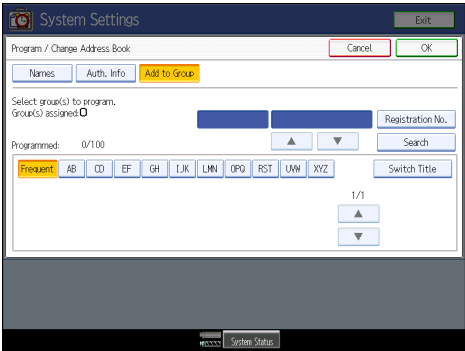 System Settings
Exit
Program / Change Address Book
Cancel
OK
Names
Auth. Info
Add to Group
Select group(s) to program.
Group(s) assigned:0
Registration No.
Programmed: 0/100
▲
▼
Search
Frequent
AB
CD
EF
GH
IJK
LMN
OPQ
RST
UVW
XYZ
Switch Title
1/1
▲
▼
System Status